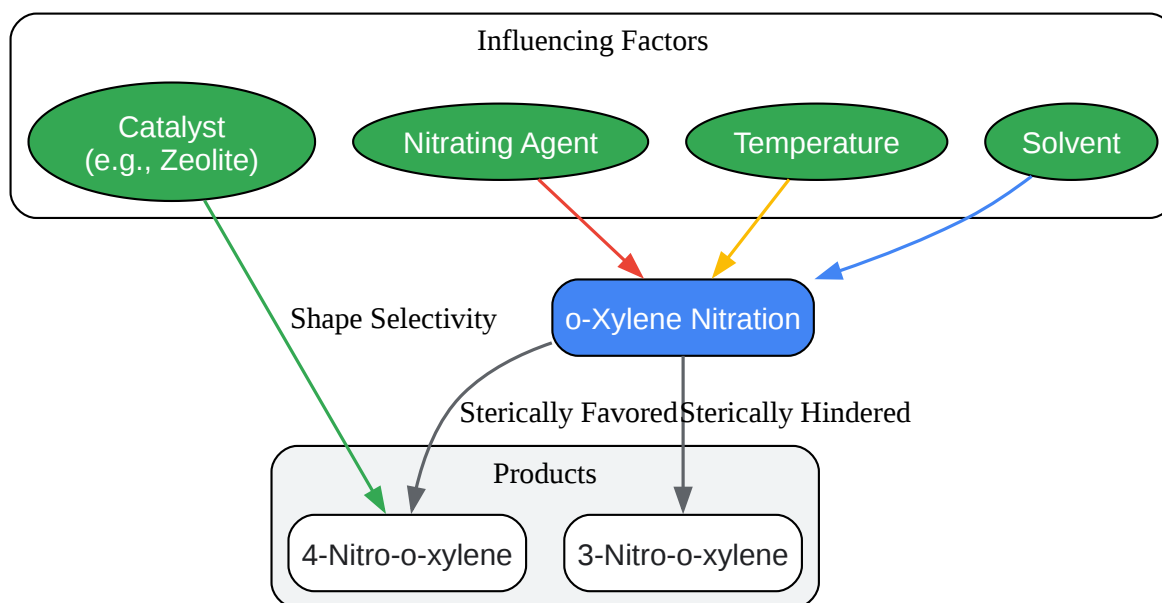 Influencing Factors
Catalyst
(e.g., Zeolite)
Nitrating Agent
Temperature
Solvent
Shape Selectivity
o-Xylene Nitration
Sterically Favored
Sterically Hindered
Products
4-Nitro-o-xylene
3-Nitro-o-xylene